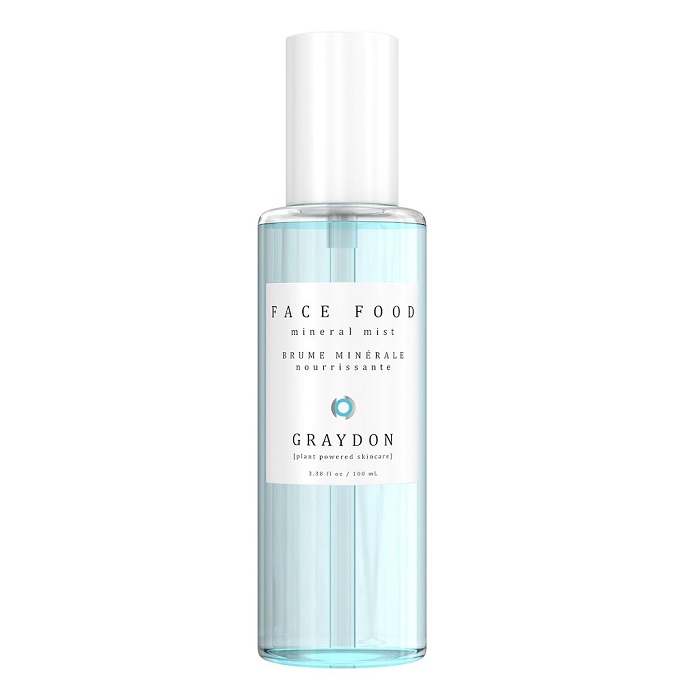 FACE FOOD
mineral mist
BRUME MINÉRALE
nourrissante
GRAYDON
[plant powered skincare]
3.38 fl oz / 100 mL